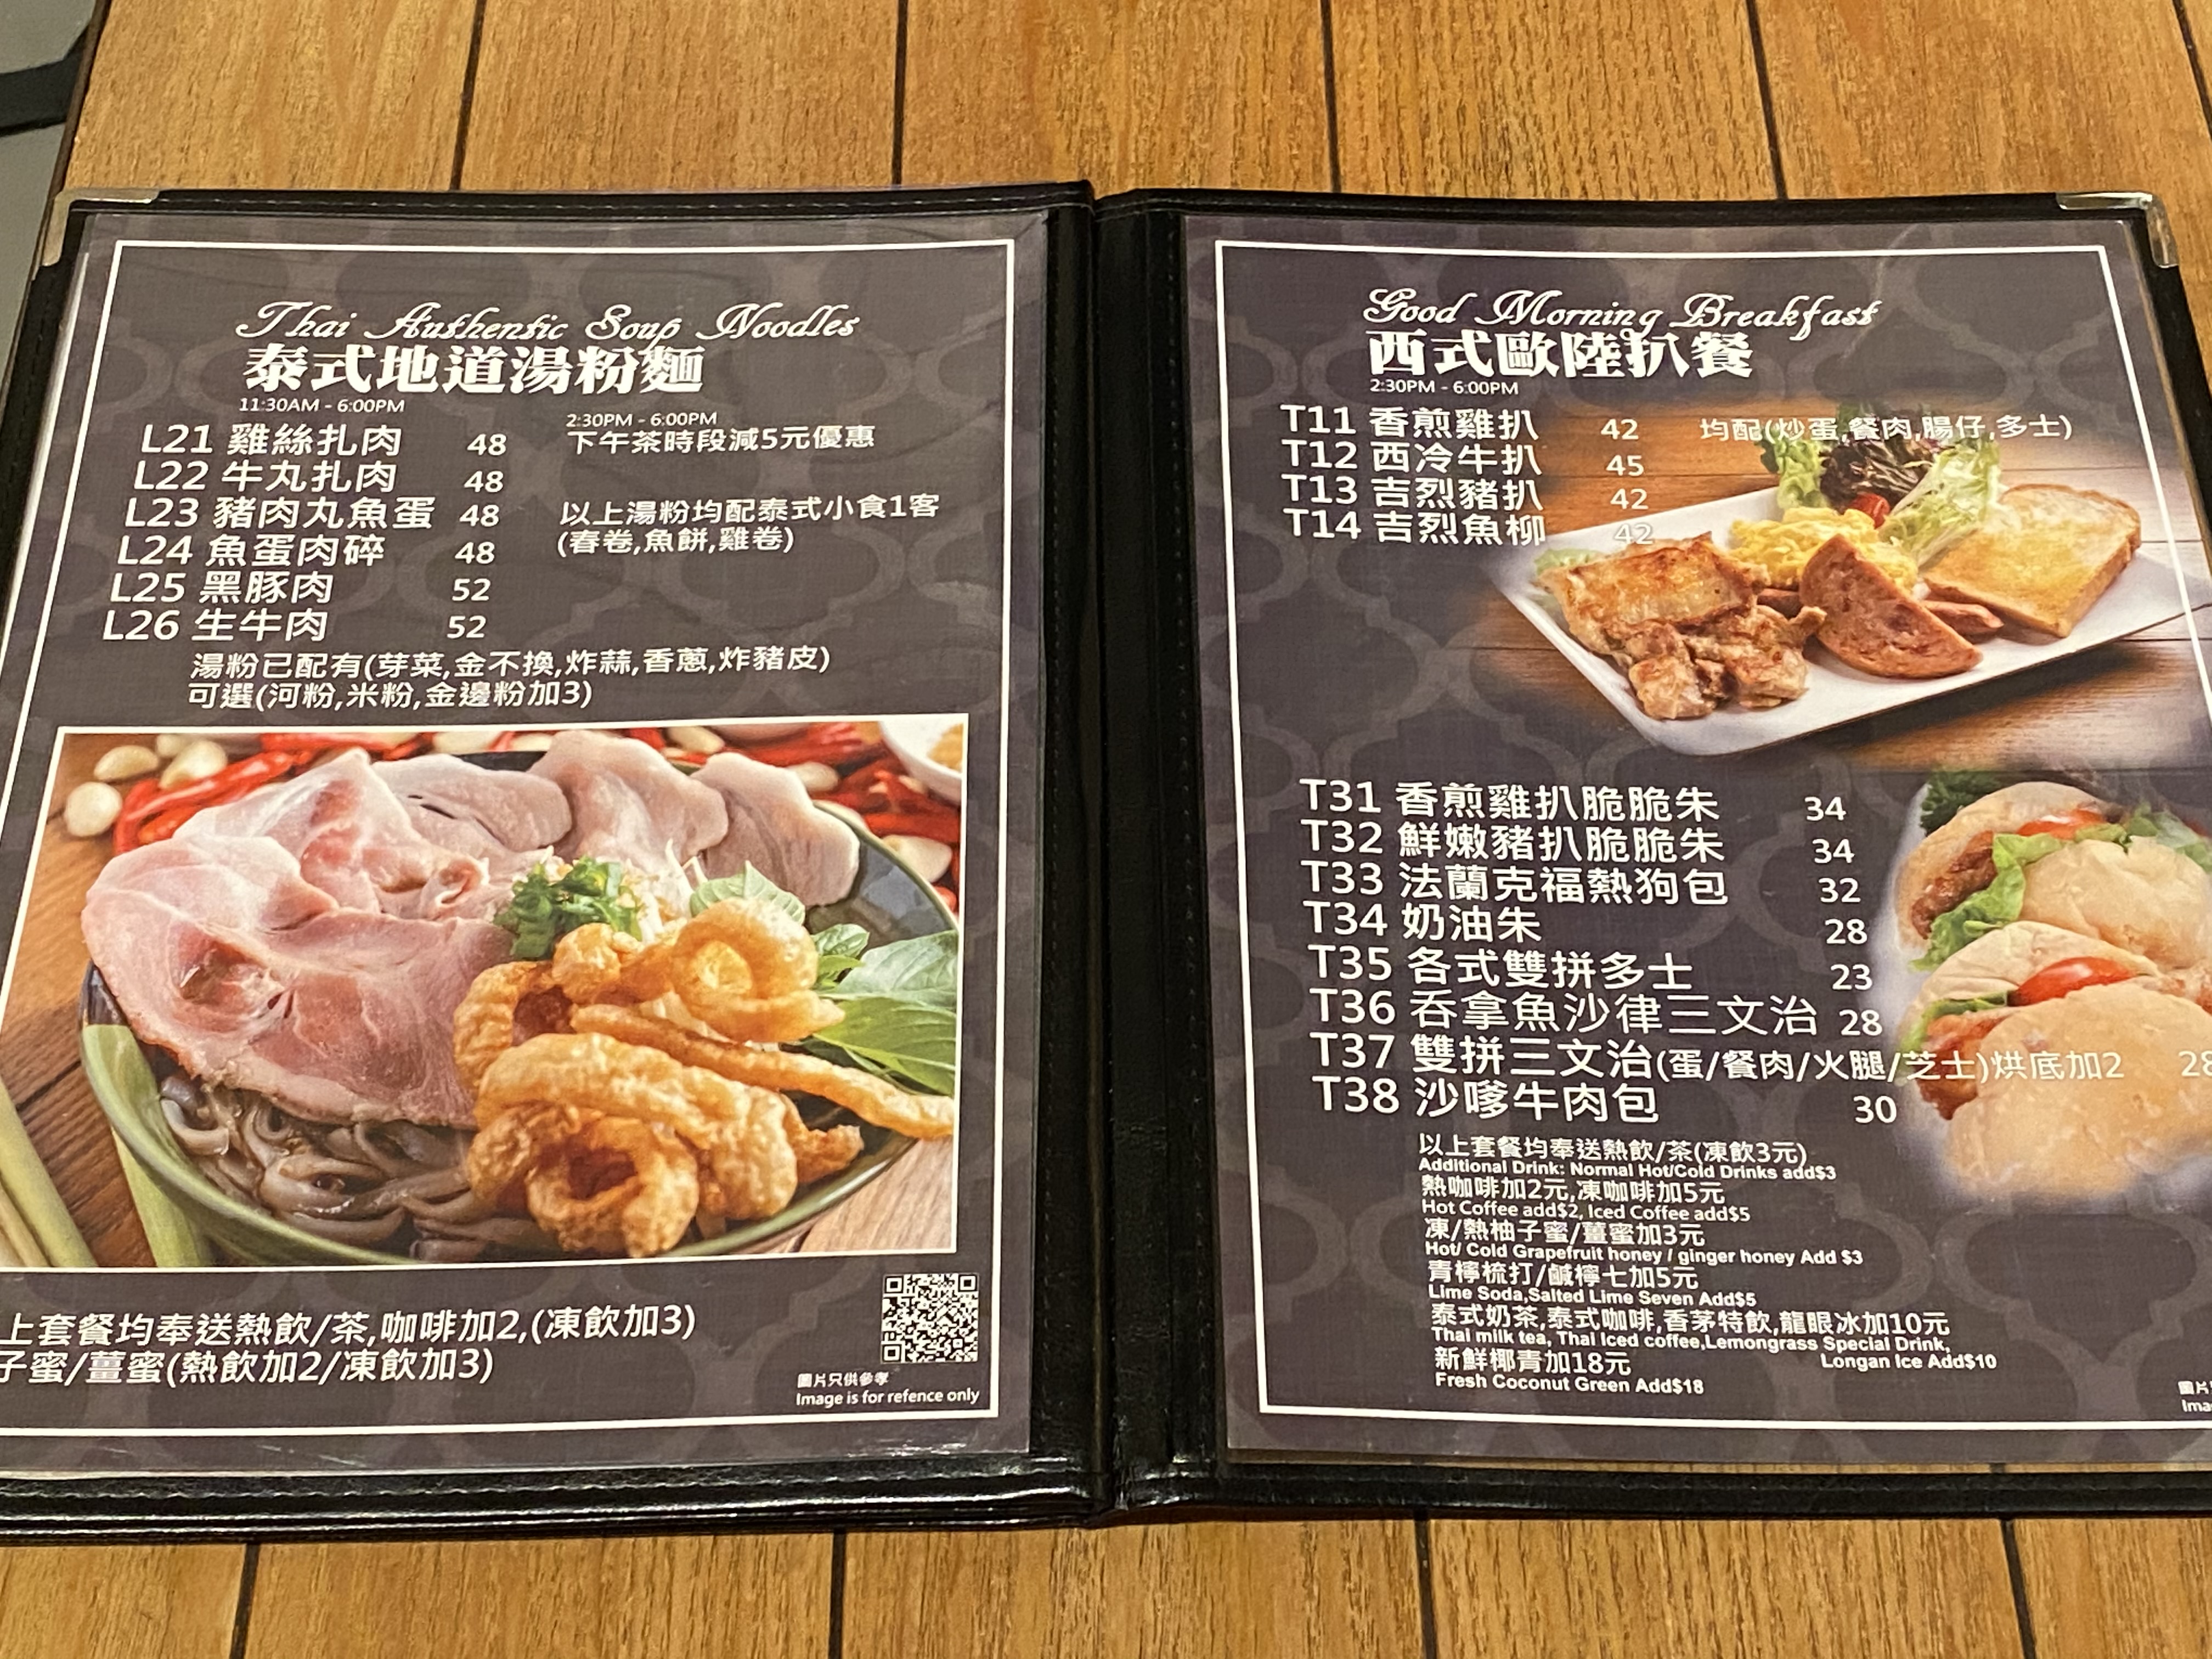 Thai Authentic Soup Noodles
泰式地道湯粉麵
11:30AM - 6:00PM
2:30PM - 6:00PM
L21 雞絲扎肉 48 下午茶時段減5元優惠
L22 牛丸扎肉 48
L23 豬肉丸魚蛋 48 以上湯粉均配泰式小食1客
L24 魚蛋肉碎 48 (春卷,魚餅,雞卷)
L25 黑豚肉 52
L26 生牛肉 52
湯粉已配有(芽菜,金不換,炸蒜,香蔥,炸豬皮)
可選(河粉,米粉,金邊粉加3)
上套餐均奉送熱飲/茶,咖啡加2,(凍飲加3)
子蜜/薑蜜(熱飲加2/凍飲加3)
圖片只供參孝
Image is for refence only
Good Morning Breakfast
西式歐陸扒餐
2:30PM - 6:00PM
T11 香煎雞扒 42 均配(炒蛋,餐肉,腸仔,多士)
T12 西冷牛扒 45
T13 吉烈豬扒 42
T14 吉烈魚柳 42
T31 香煎雞扒脆脆朱 34
T32 鮮嫩豬扒脆脆朱 34
T33 法蘭克福熱狗包 32
T34 奶油朱 28
T35 各式雙拼多士 23
T36 吞拿魚沙律三文治 28
T37 雙拼三文治(蛋/餐肉/火腿/芝士)烘底加2 28
T38 沙嗲牛肉包 30
以上套餐均奉送熱飲/茶(凍飲3元)
Additional Drink: Normal Hot/Cold Drinks add$3
熱咖啡加2元,凍咖啡加5元
Hot Coffee add$2, Iced Coffee add$5
凍/熱柚子蜜/薑蜜加3元
Hot/ Cold Grapefruit honey / ginger honey Add $3
青檸梳打/鹹檸七加5元
Lime Soda,Salted Lime Seven Add$5
泰式奶茶,泰式咖啡,香茅特飲,龍眼冰加10元
Thai milk tea, Thai Iced coffee,Lemongrass Special Drink,
Longan Ice Add$10
新鮮椰青加18元
Fresh Coconut Green Add$18
圖片
Ima